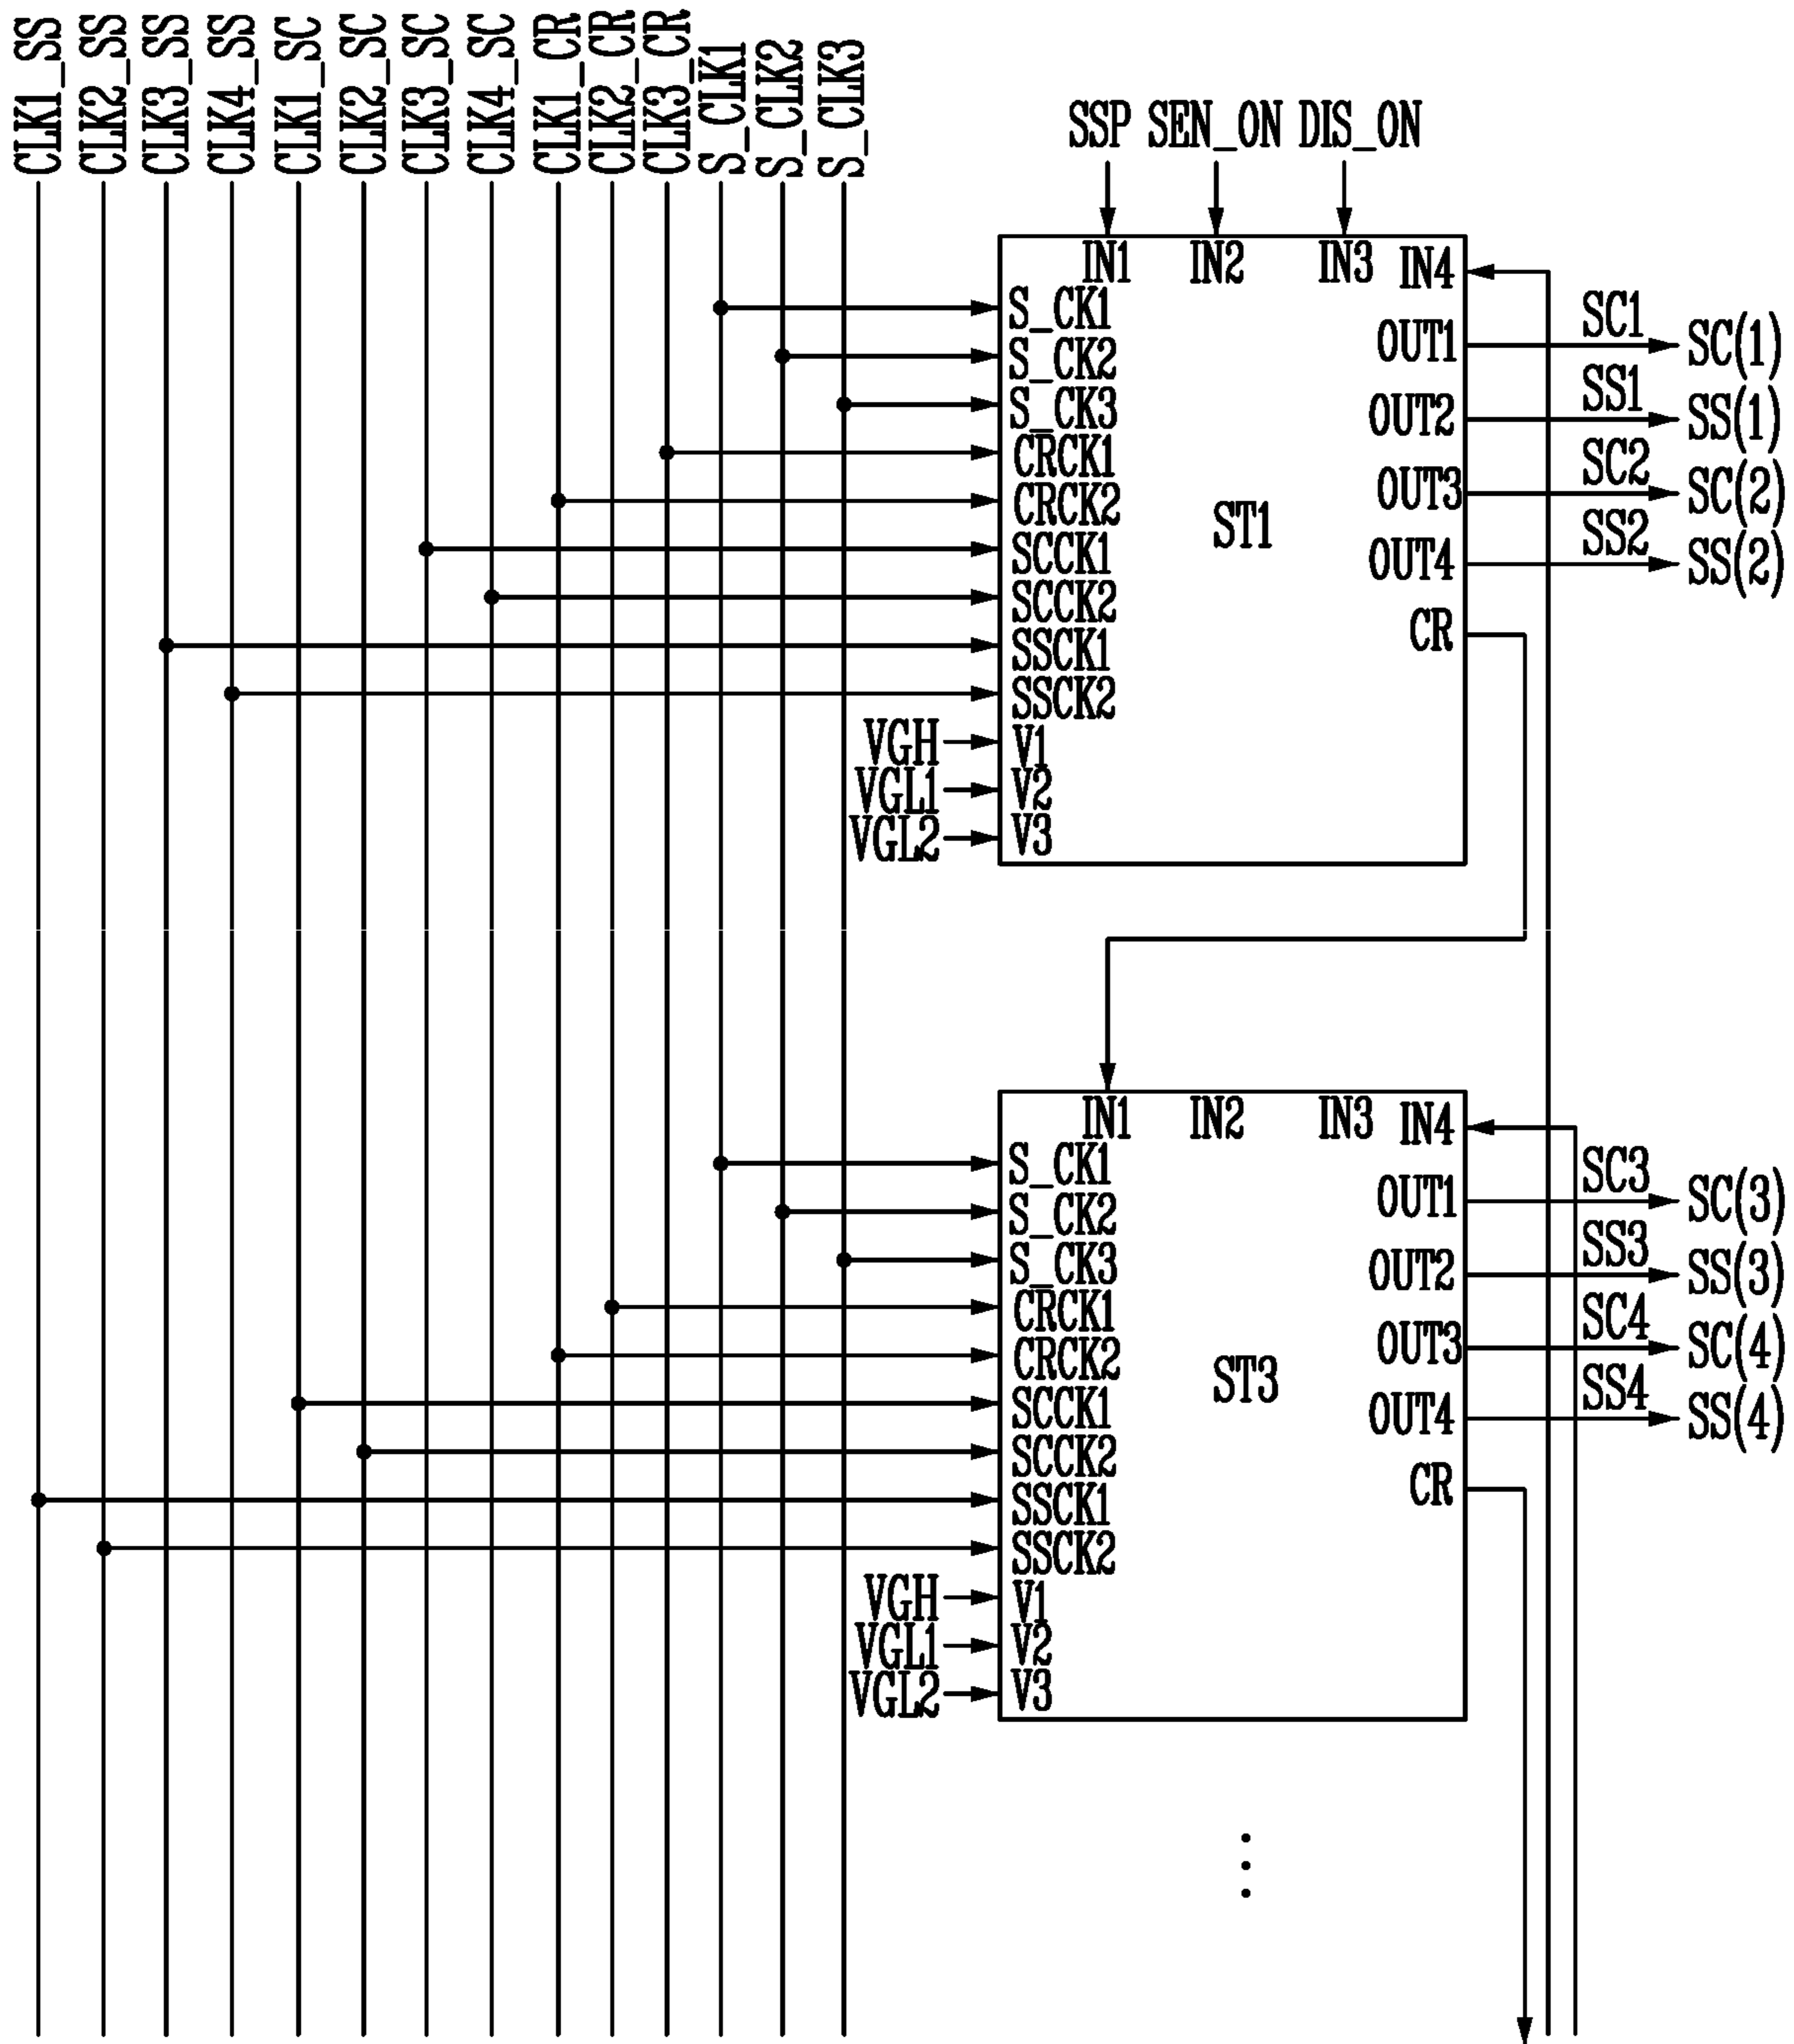 CLK1_SS
CLK2_SS
CLK3_SS
CLK4_SS
CLK1_SC
CLK2_SC
CLK3_SC
CLK4_SC
CLK1_CR
CLK2_CR
CLK3_CR
S_CLK1
S_CLK2
S_CLK3
SSP SEN_ON DIS_ON
IN1 IN2 IN3 IN4
S_CK1
S_CK2
S_CK3
CRCK1
CRCK2
SCCK1
SCCK2
SSCK1
SSCK2
VGH V1
VGL1 V2
VGL2 V3
ST1
OUT1 SC1 SC(1)
OUT2 SS1 SS(1)
OUT3 SC2 SC(2)
OUT4 SS2 SS(2)
CR
IN1 IN2 IN3 IN4
S_CK1
S_CK2
S_CK3
CRCK1
CRCK2
SCCK1
SCCK2
SSCK1
SSCK2
VGH V1
VGL1 V2
VGL2 V3
ST3
OUT1 SC3 SC(3)
OUT2 SS3 SS(3)
OUT3 SC4 SC(4)
OUT4 SS4 SS(4)
CR